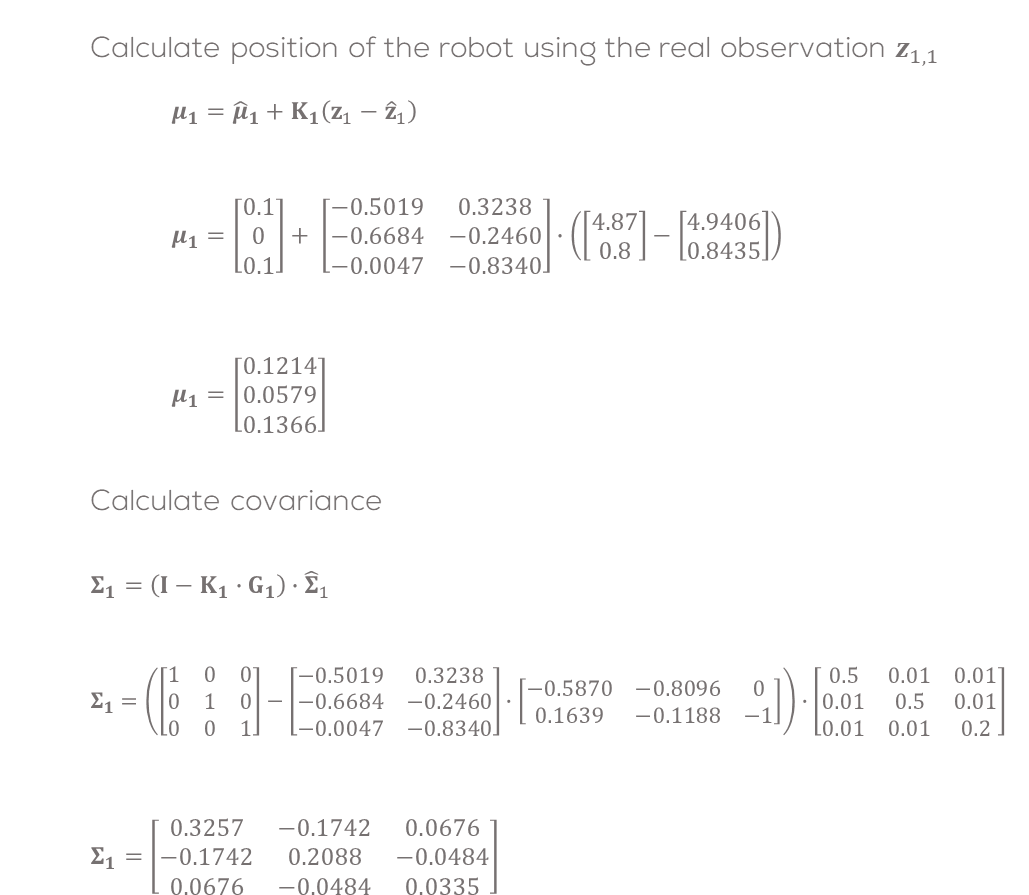 Calculate position of the robot using the real observation z₁,₁
μ₁ = μ̂₁ + K₁(z₁ − ẑ₁)
μ₁ = [0.1; 0; 0.1] + [−0.5019 0.3238; −0.6684 −0.2460; −0.0047 −0.8340] · ([4.87; 0.8] − [4.9406; 0.8435])
μ₁ = [0.1214; 0.0579; 0.1366]
Calculate covariance
Σ₁ = (I − K₁ · G₁) · Σ̂₁
Σ₁ = ([1 0 0; 0 1 0; 0 0 1] − [−0.5019 0.3238; −0.6684 −0.2460; −0.0047 −0.8340] · [−0.5870 −0.8096 0; 0.1639 −0.1188 −1]) · [0.5 0.01 0.01; 0.01 0.5 0.01; 0.01 0.01 0.2]
Σ₁ = [0.3257 −0.1742 0.0676; −0.1742 0.2088 −0.0484; 0.0676 −0.0484 0.0335]